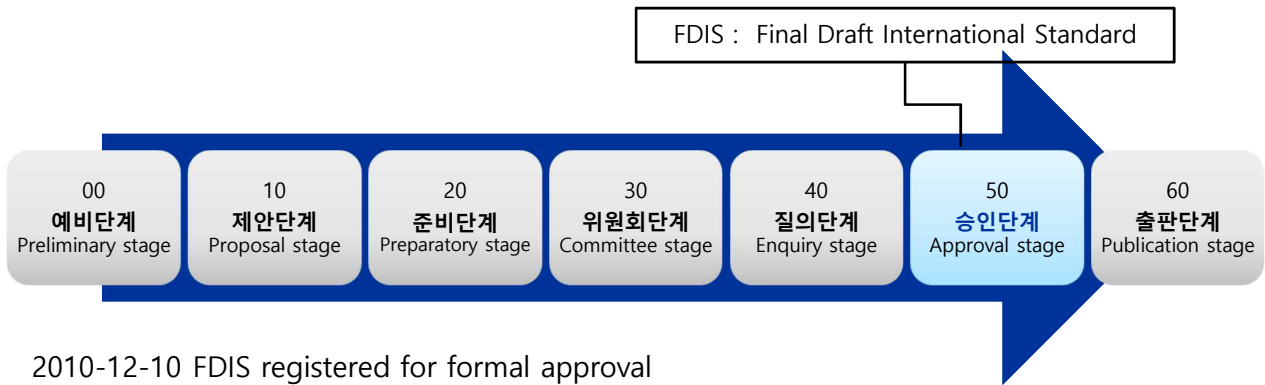 FDIS : Final Draft International Standard
00
예비단계
Preliminary stage
10
제안단계
Proposal stage
20
준비단계
Preparatory stage
30
위원회단계
Committee stage
40
질의단계
Enquiry stage
50
승인단계
Approval stage
60
출판단계
Publication stage
2010-12-10 FDIS registered for formal approval